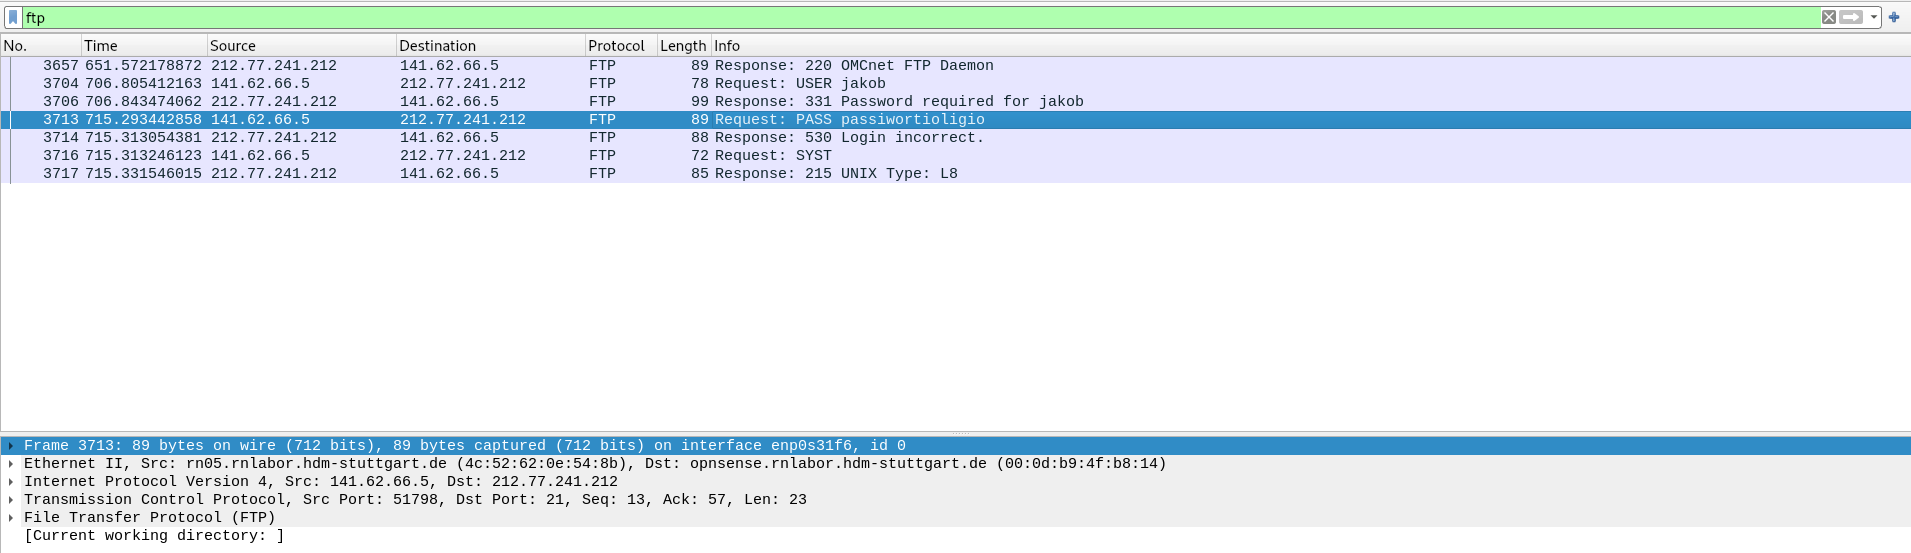 ftp
No. Time Source Destination Protocol Length Info
3657 651.572178872 212.77.241.212 141.62.66.5 FTP 89 Response: 220 OMCnet FTP Daemon
3704 706.805412163 141.62.66.5 212.77.241.212 FTP 78 Request: USER jakob
3706 706.843474062 212.77.241.212 141.62.66.5 FTP 99 Response: 331 Password required for jakob
3713 715.293442858 141.62.66.5 212.77.241.212 FTP 89 Request: PASS passiwortioligio
3714 715.313054381 212.77.241.212 141.62.66.5 FTP 88 Response: 530 Login incorrect.
3716 715.313246123 141.62.66.5 212.77.241.212 FTP 72 Request: SYST
3717 715.331546015 212.77.241.212 141.62.66.5 FTP 85 Response: 215 UNIX Type: L8
Frame 3713: 89 bytes on wire (712 bits), 89 bytes captured (712 bits) on interface enp0s31f6, id 0
Ethernet II, Src: rn05.rnlabor.hdm-stuttgart.de (4c:52:62:0e:54:8b), Dst: opnsense.rnlabor.hdm-stuttgart.de (00:0d:b9:4f:b8:14)
Internet Protocol Version 4, Src: 141.62.66.5, Dst: 212.77.241.212
Transmission Control Protocol, Src Port: 51798, Dst Port: 21, Seq: 13, Ack: 57, Len: 23
File Transfer Protocol (FTP)
[Current working directory: ]